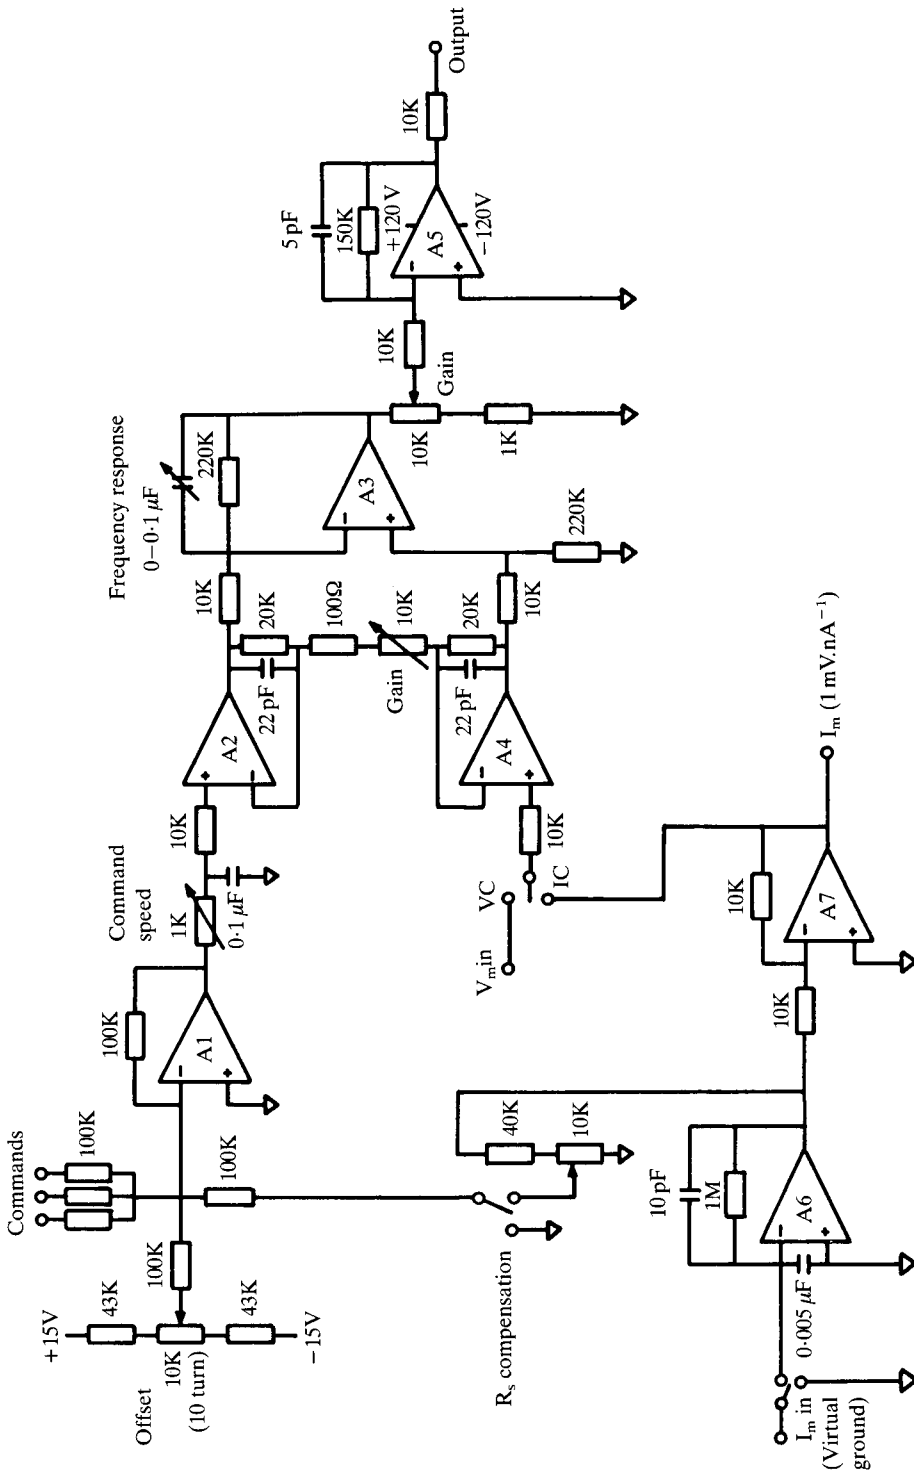 Commands
100K
+15V
43K
Offset
10K
(10 turn)
43K
−15V
100K
100K
100K
A1
−
+
Command
speed
1K
0·1 μF
10K
A2
+
−
22 pF
20K
10K
100Ω
Gain
10K
Frequency response
0–0·1 μF
220K
A3
−
+
10K
Gain
1K
10K
5 pF
150K
+120 V
A5
−
+
−120V
10K
Output
VC
Vₘin
IC
10K
A4
−
+
22 pF
20K
10K
220K
Rₛ compensation
40K
10K
Iₘ in
(Virtual
ground)
0·005 μF
10 pF
1M
A6
−
+
10K
10K
A7
−
+
Iₘ (1 mV.nA⁻¹)